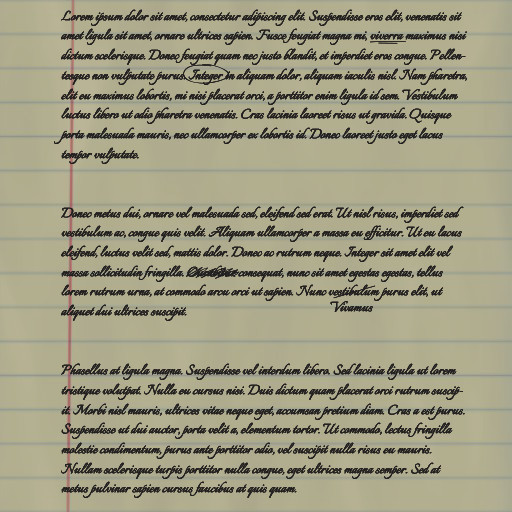 Lorem ipsum dolor sit amet, consectetur adipiscing elit. Suspendisse eros elit, venenatis sit
amet ligula sit amet, ornare ultrices sapien. Fusce feugiat magna mi, viverra maximus nisi
dictum scelerisque. Donec feugiat quam nec justo blandit, et imperdiet eros congue. Pellen-
tesque non vulputate purus. Integer in aliquam dolor, aliquam iaculis nisl. Nam pharetra,
elit eu maximus lobortis, mi nisi placerat orci, a porttitor enim ligula id sem. Vestibulum
luctus libero ut odio pharetra venenatis. Cras lacinia laoreet risus ut gravida. Quisque
porta malesuada mauris, nec ullamcorper ex lobortis id. Donec laoreet justo eget lacus
tempor vulputate.
Donec metus dui, ornare vel malesuada sed, eleifend sed erat. Ut nisl risus, imperdiet sed
vestibulum ac, congue quis velit. Aliquam ullamcorper a massa eu efficitur. Ut eu lacus
eleifend, luctus velit sed, mattis dolor. Donec ac rutrum neque. Integer sit amet elit vel
massa sollicitudin fringilla. consequat, nunc sit amet egestas egestas, tellus
lorem rutrum urna, at commodo arcu orci ut sapien. Nunc vestibulum purus elit, ut
aliquet dui ultrices suscipit. Vivamus
Phasellus at ligula magna. Suspendisse vel interdum libero. Sed lacinia ligula ut lorem
tristique volutpat. Nulla eu cursus nisi. Duis dictum quam placerat orci rutrum suscip-
it. Morbi nisl mauris, ultrices vitae neque eget, accumsan pretium diam. Cras a est purus.
Suspendisse ut dui auctor, porta velit a, elementum tortor. Ut commodo, lectus fringilla
molestie condimentum, purus ante porttitor odio, vel suscipit nulla risus eu mauris.
Nullam scelerisque turpis porttitor nulla congue, eget ultrices magna semper. Sed at
metus pulvinar sapien cursus faucibus at quis quam.